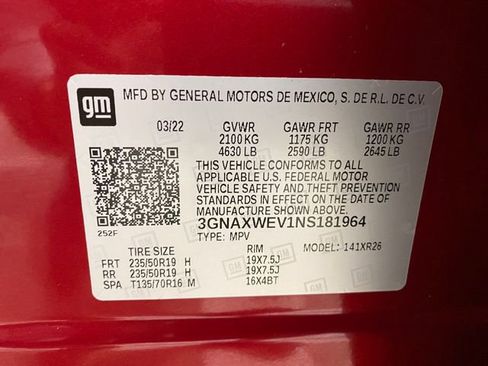 gm
MFD BY GENERAL MOTORS DE MEXICO, S. DE R.L. DE C.V.
03/22 GVWR GAWR FRT GAWR RR
2100 KG 1175 KG 1200 KG
4630 LB 2590 LB 2645 LB
THIS VEHICLE CONFORMS TO ALL
APPLICABLE U.S. FEDERAL MOTOR
VEHICLE SAFETY AND THEFT PREVENTION
STANDARDS IN EFFECT ON THE DATE
OF MANUFACTURE SHOWN ABOVE.
3GNAXWEV1NS181964
252F
TYPE: MPV MODEL: 141XR26
TIRE SIZE RIM
FRT 235/50R19 H 19X7.5J
RR 235/50R19 H 19X7.5J
SPA T135/70R16 M 16X4BT